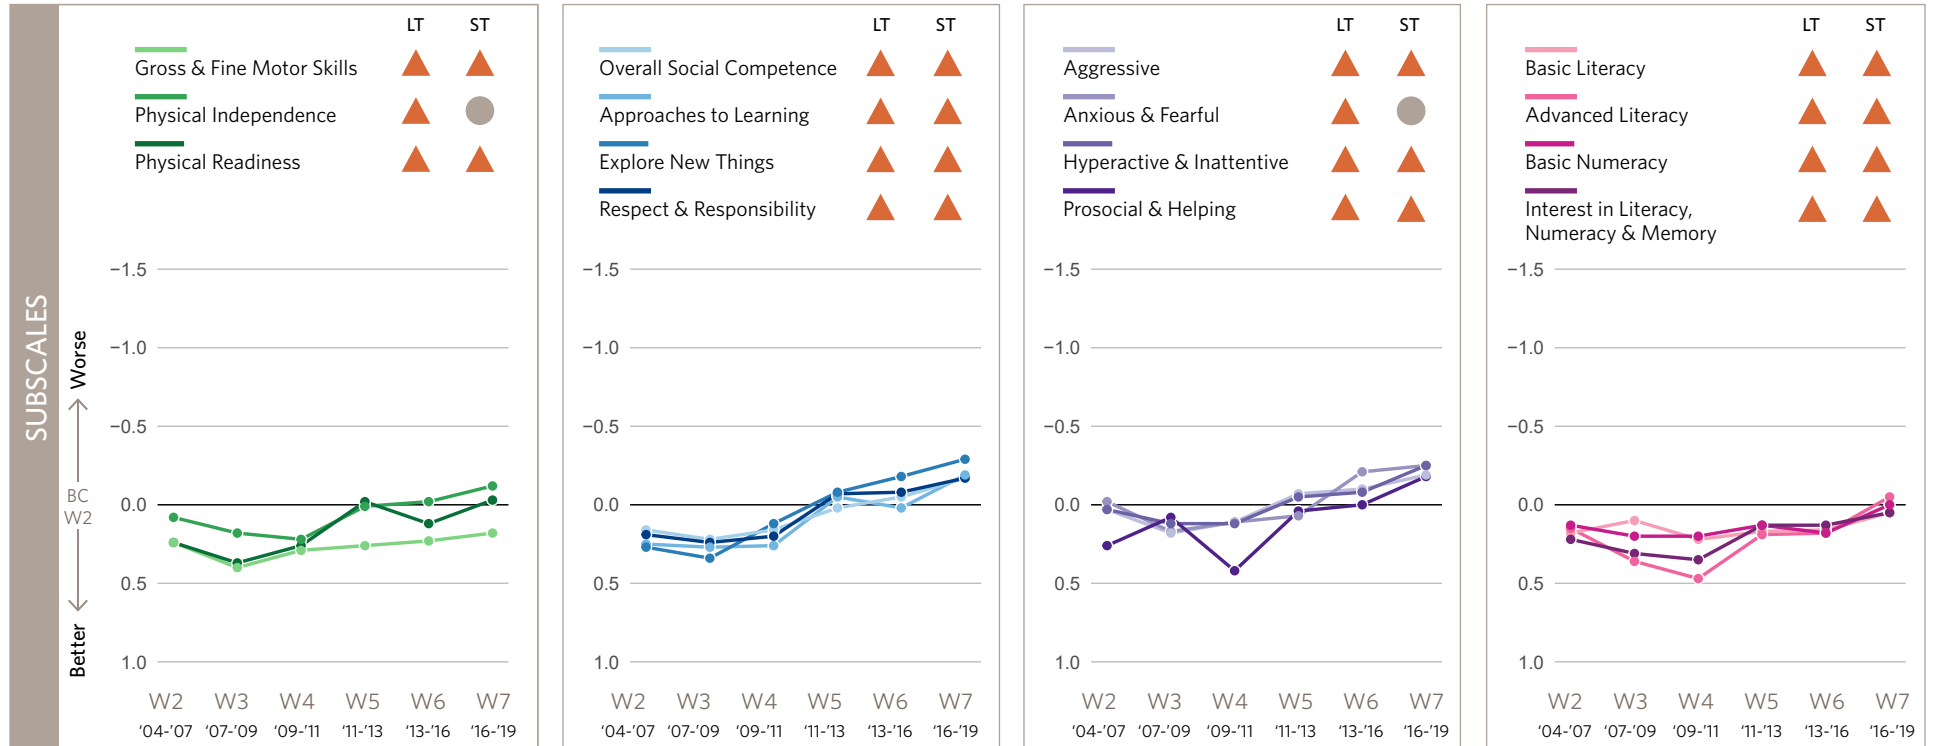 SUBSCALES
Worse
BC
W2
Better
LT ST
Gross & Fine Motor Skills
Physical Independence
Physical Readiness
−1.5
−1.0
−0.5
0.0
0.5
1.0
W2 W3 W4 W5 W6 W7
‘04-’07 ‘07-’09 ‘09-’11 ‘11-’13 ‘13-’16 ‘16-’19
LT ST
Overall Social Competence
Approaches to Learning
Explore New Things
Respect & Responsibility
−1.5
−1.0
−0.5
0.0
0.5
1.0
W2 W3 W4 W5 W6 W7
‘04-’07 ‘07-’09 ‘09-’11 ‘11-’13 ‘13-’16 ‘16-’19
LT ST
Aggressive
Anxious & Fearful
Hyperactive & Inattentive
Prosocial & Helping
−1.5
−1.0
−0.5
0.0
0.5
1.0
W2 W3 W4 W5 W6 W7
‘04-’07 ‘07-’09 ‘09-’11 ‘11-’13 ‘13-’16 ‘16-’19
LT ST
Basic Literacy
Advanced Literacy
Basic Numeracy
Interest in Literacy,
Numeracy & Memory
−1.5
−1.0
−0.5
0.0
0.5
1.0
W2 W3 W4 W5 W6 W7
‘04-’07 ‘07-’09 ‘09-’11 ‘11-’13 ‘13-’16 ‘16-’19